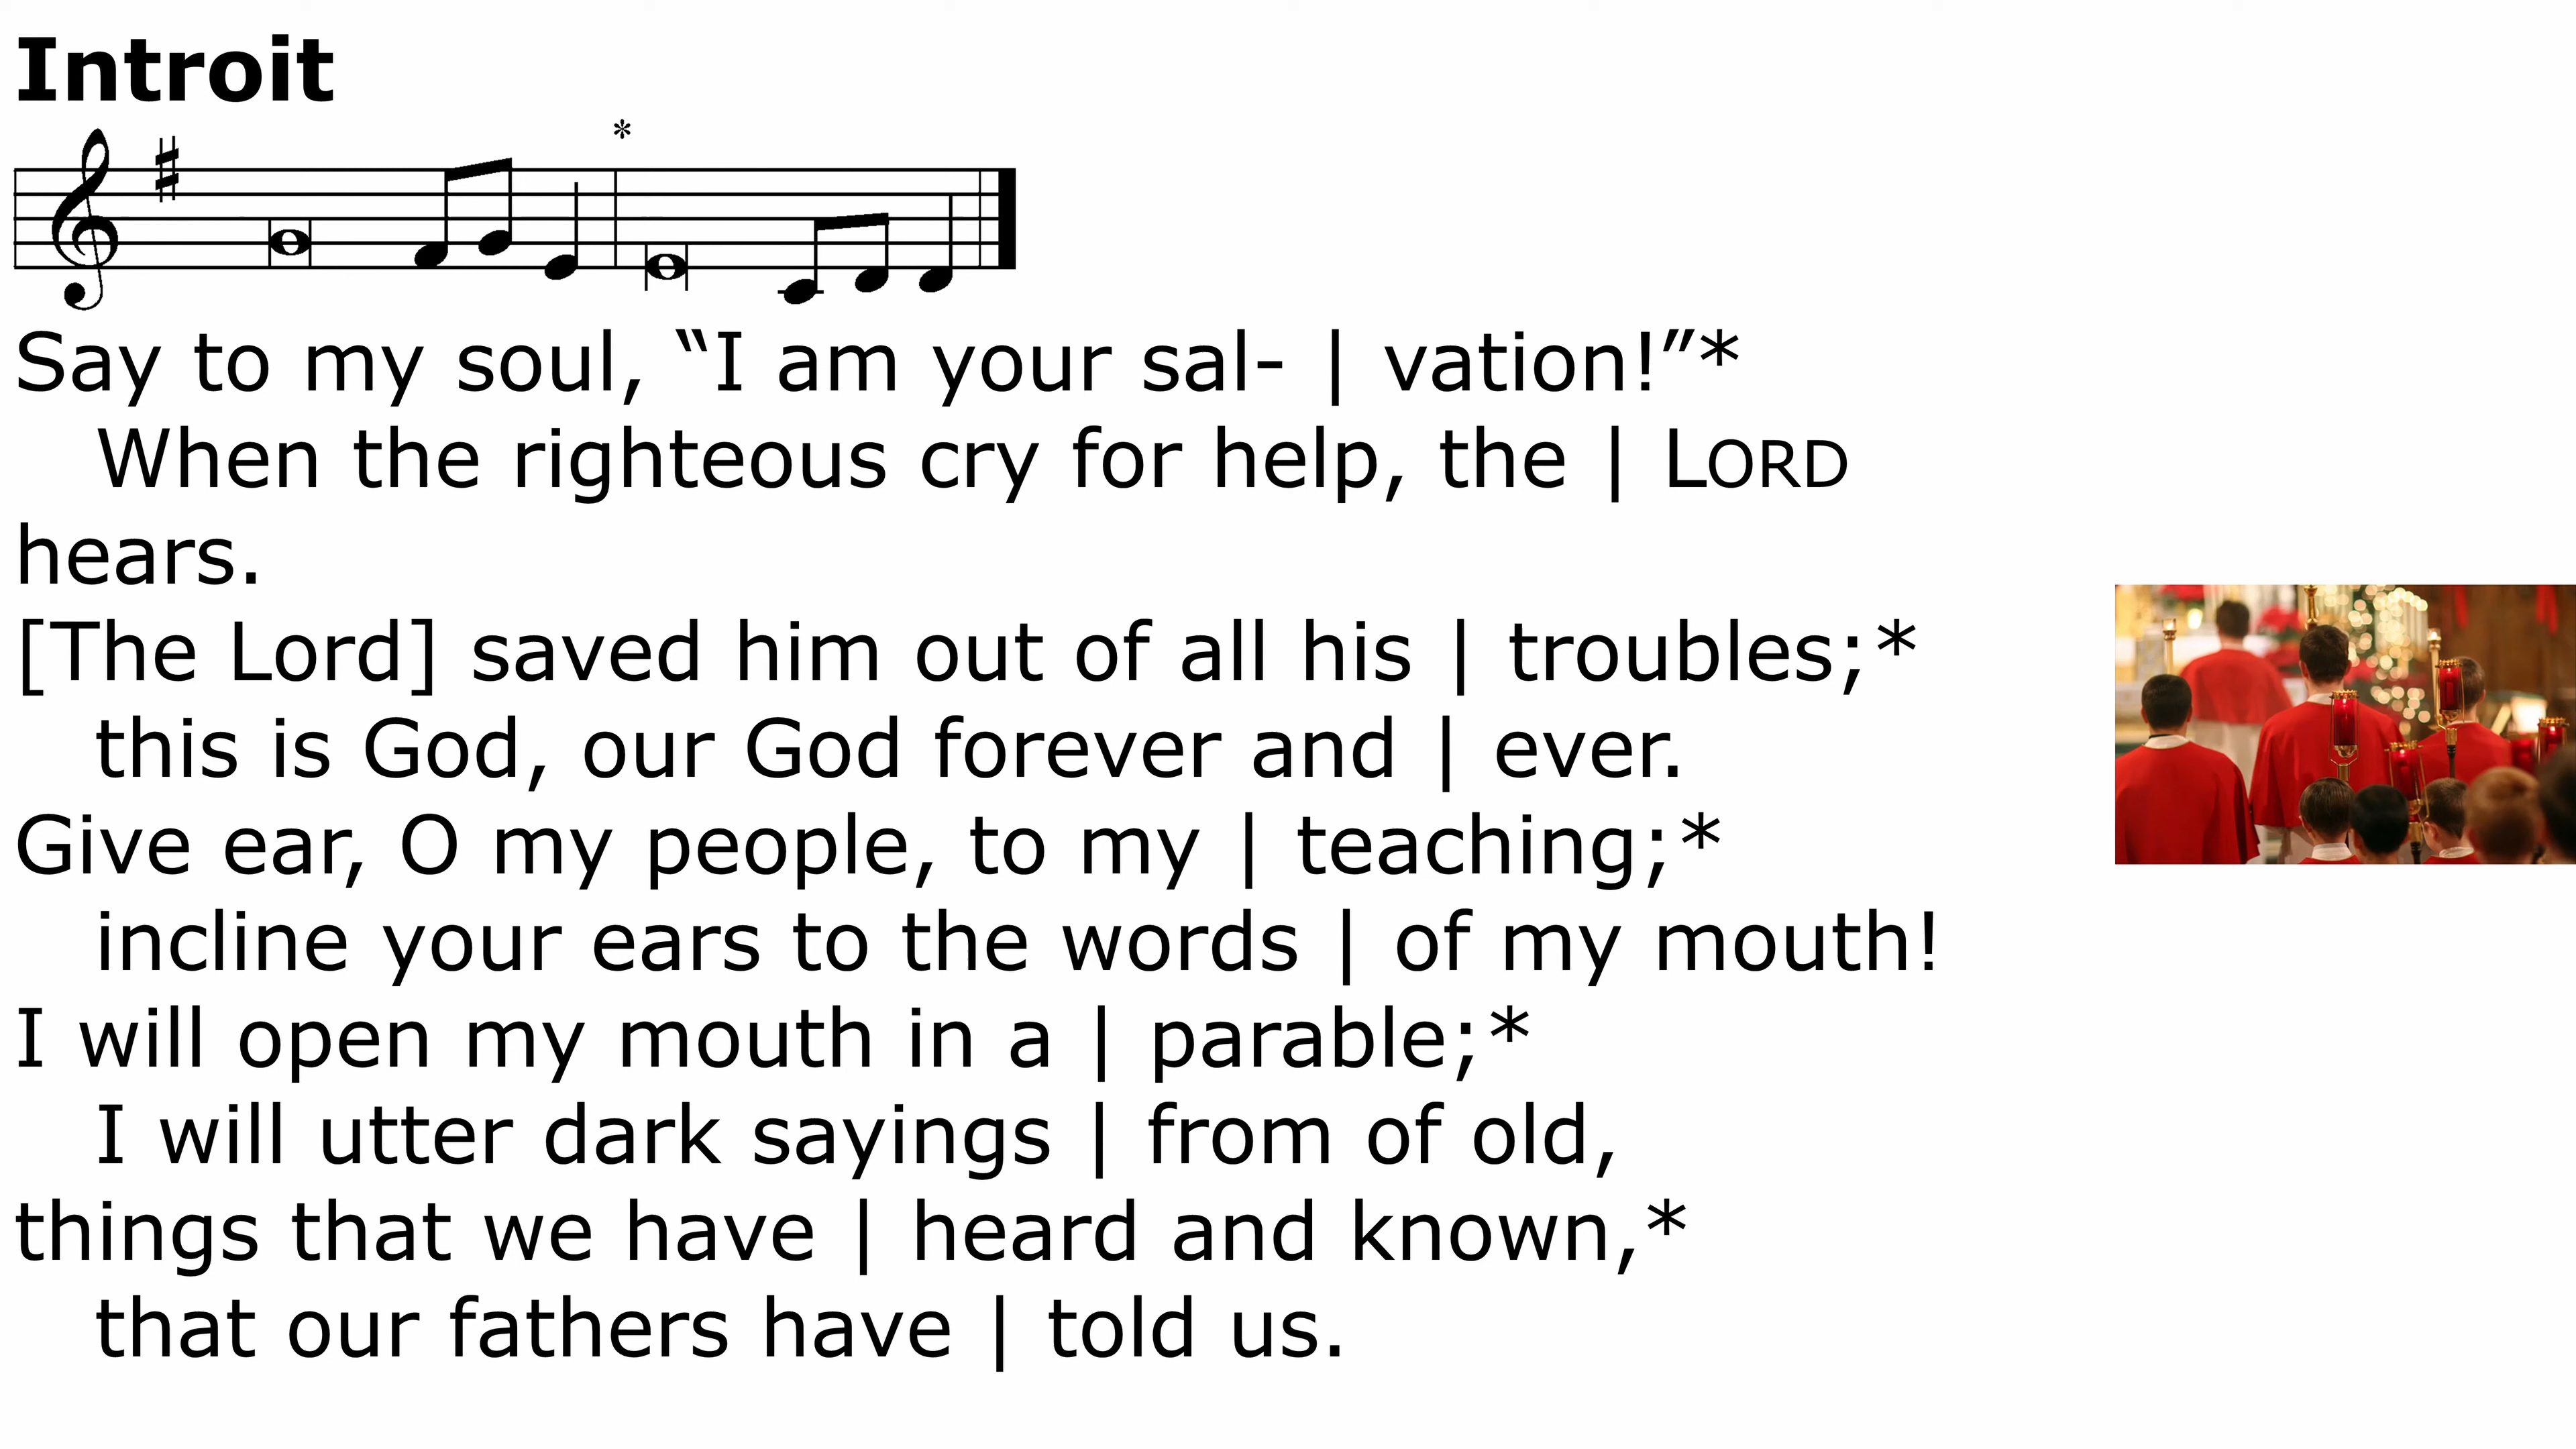 Introit
*
Say to my soul, “I am your sal- | vation!”*
When the righteous cry for help, the | LORD
hears.
[The Lord] saved him out of all his | troubles;*
this is God, our God forever and | ever.
Give ear, O my people, to my | teaching;*
incline your ears to the words | of my mouth!
I will open my mouth in a | parable;*
I will utter dark sayings | from of old,
things that we have | heard and known,*
that our fathers have | told us.